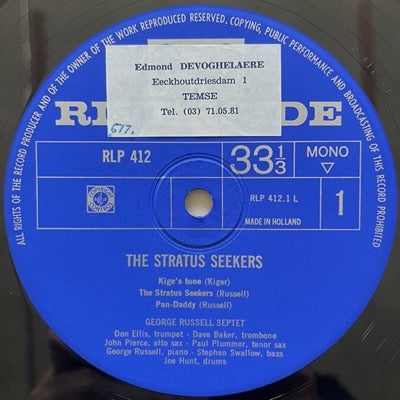 ALL RIGHTS OF THE RECORD PRODUCER AND OF THE OWNER OF THE RECORDED WORK RESERVED. COPYING, PUBLIC PERFORMANCE AND BROADCASTING OF THIS RECORD PROHIBITED
Edmond DEVOGHELAERE
Eeckhoutdriesdam 1
TEMSE
Tel. (03) 71.05.81
677.
RLP 412
33 1/3
MONO
RLP 412.1 L
MADE IN HOLLAND
1
THE STRATUS SEEKERS
Kige's tune (Kiger)
The Stratus Seekers (Russell)
Pan-Daddy (Russell)
GEORGE RUSSELL SEPTET
Don Ellis, trumpet - Dave Baker, trombone
John Pierce, alto sax - Paul Plummer, tenor sax
George Russell, piano - Stephen Swallow, bass
Joe Hunt, drums